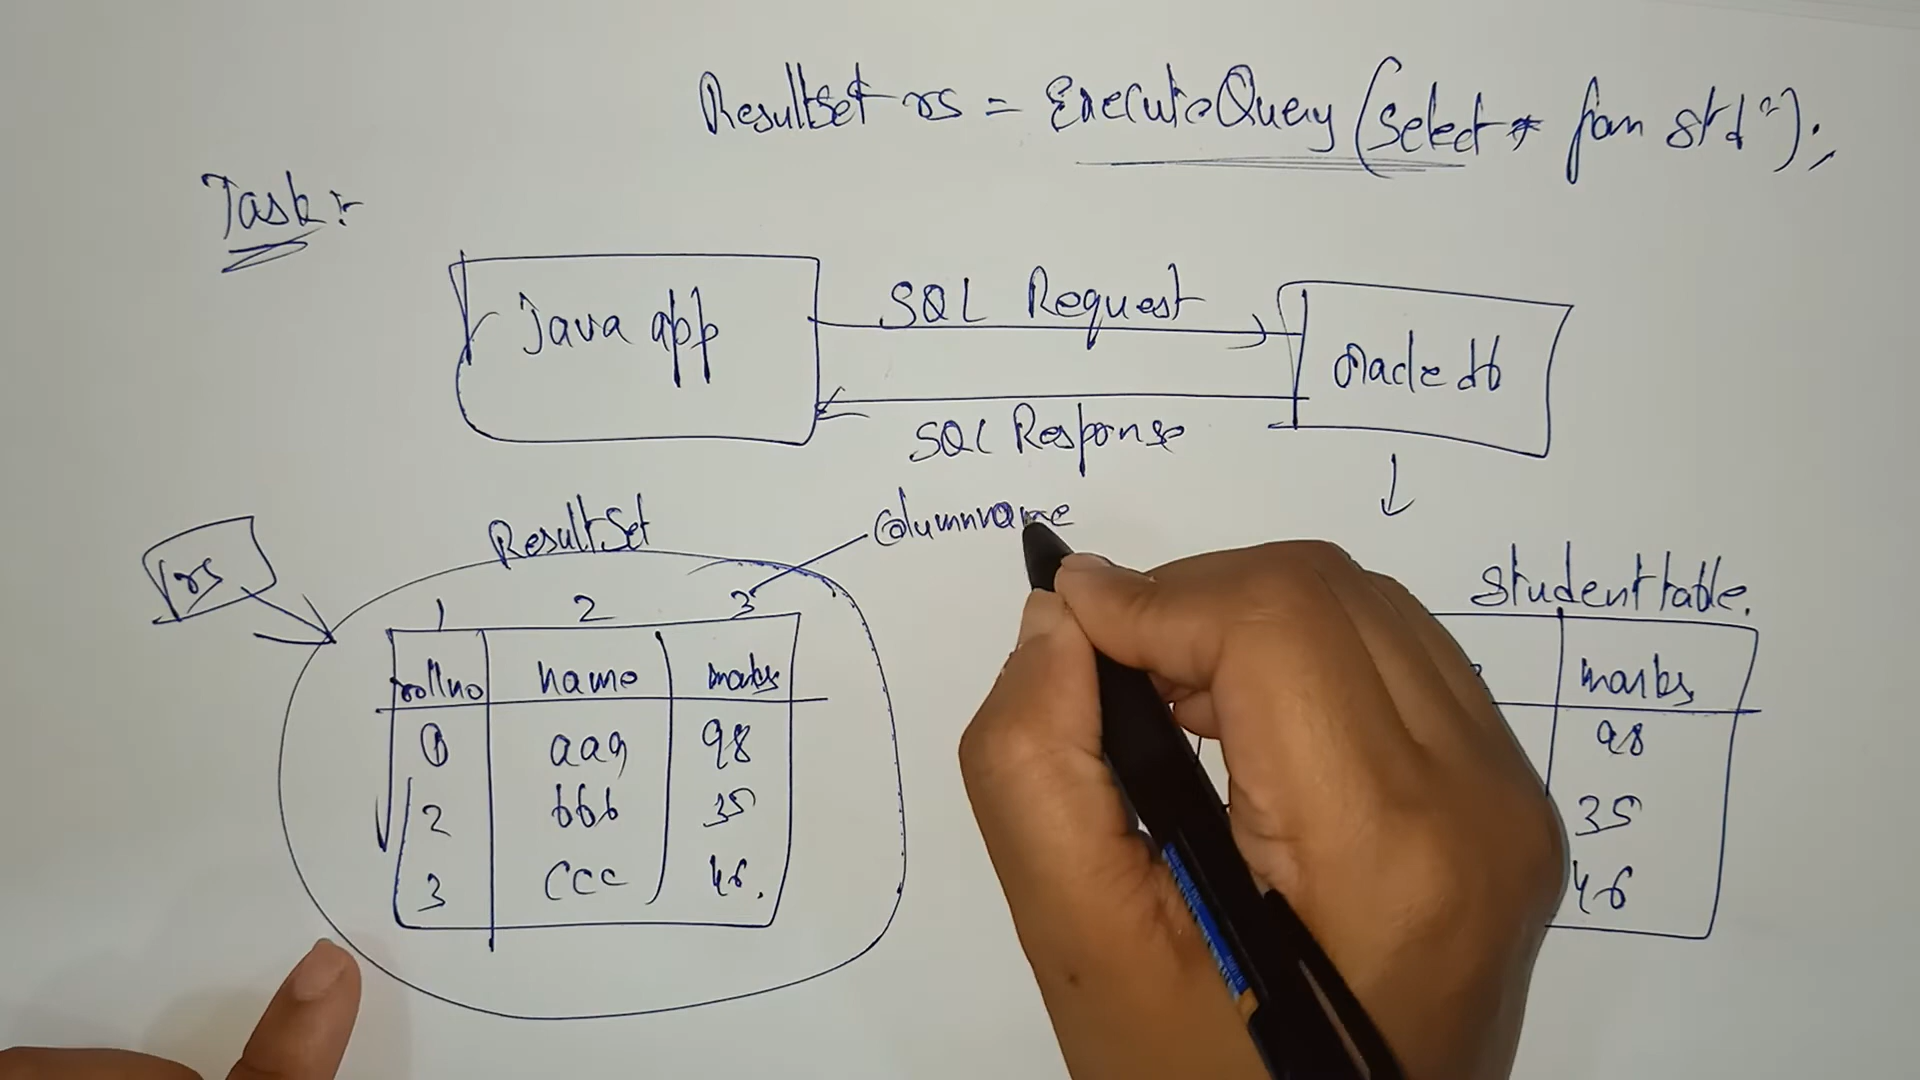 ResultSet rs = ExecuteQuery(Select * from std");
Task:-
Java app
SQL Request
Oracle db
SQL Response
rs
ResultSet
Columnname
1 2 3
rollno name marks
1 aaa 98
2 bbb 35
3 ccc 46.
Student table.
marks
98
35
46